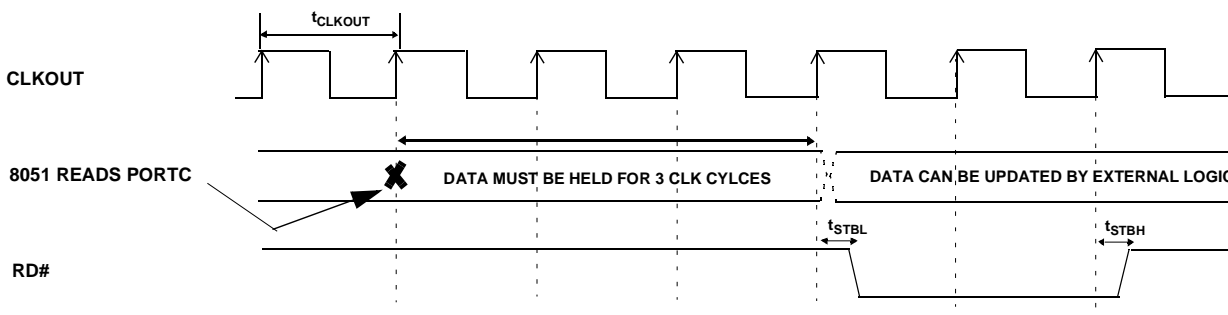 tCLKOUT
CLKOUT
8051 READS PORTC
DATA MUST BE HELD FOR 3 CLK CYLCES
DATA CAN BE UPDATED BY EXTERNAL LOGIC
tSTBL
tSTBH
RD#